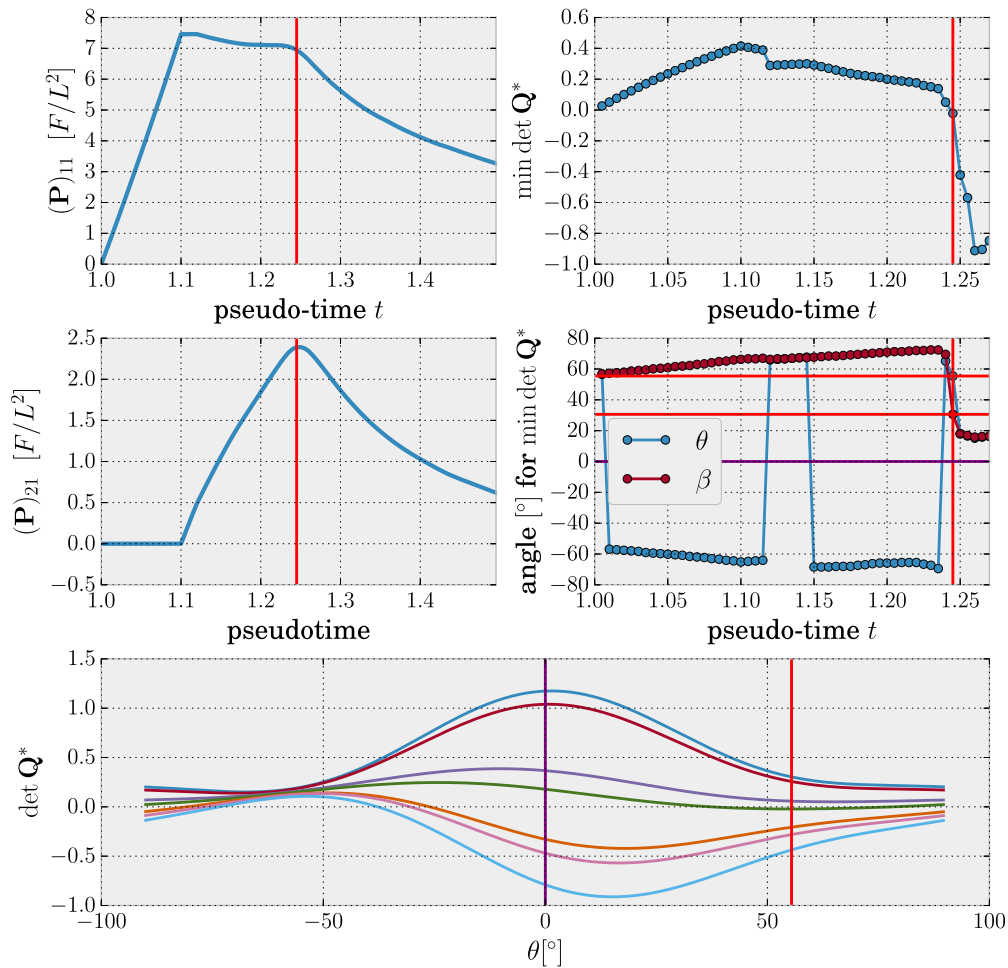 8
7
6
5
4
3
2
1
0
1.0 1.1 1.2 1.3 1.4
(P)₁₁ [F/L²]
pseudo-time t
0.6
0.4
0.2
0.0
−0.2
−0.4
−0.6
−0.8
−1.0
1.00 1.05 1.10 1.15 1.20 1.25
min det Q*
pseudo-time t
2.5
2.0
1.5
1.0
0.5
0.0
−0.5
1.0 1.1 1.2 1.3 1.4
(P)₂₁ [F/L²]
pseudotime
80
60
40
20
0
−20
−40
−60
−80
1.00 1.05 1.10 1.15 1.20 1.25
angle [°] for min det Q*
θ
β
pseudo-time t
1.5
1.0
0.5
0.0
−0.5
−1.0
−100 −50 0 50 100
det Q*
θ[°]